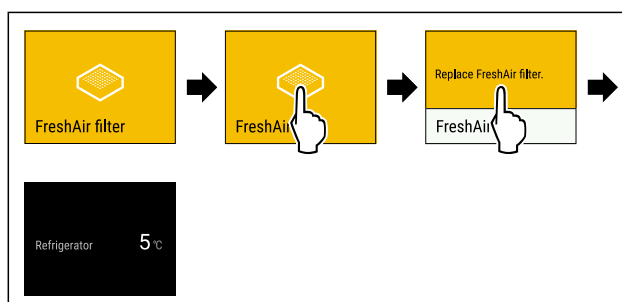 FreshAir filter
FreshAi
Replace FreshAir filter.
FreshAi
Refrigerator 5 °C